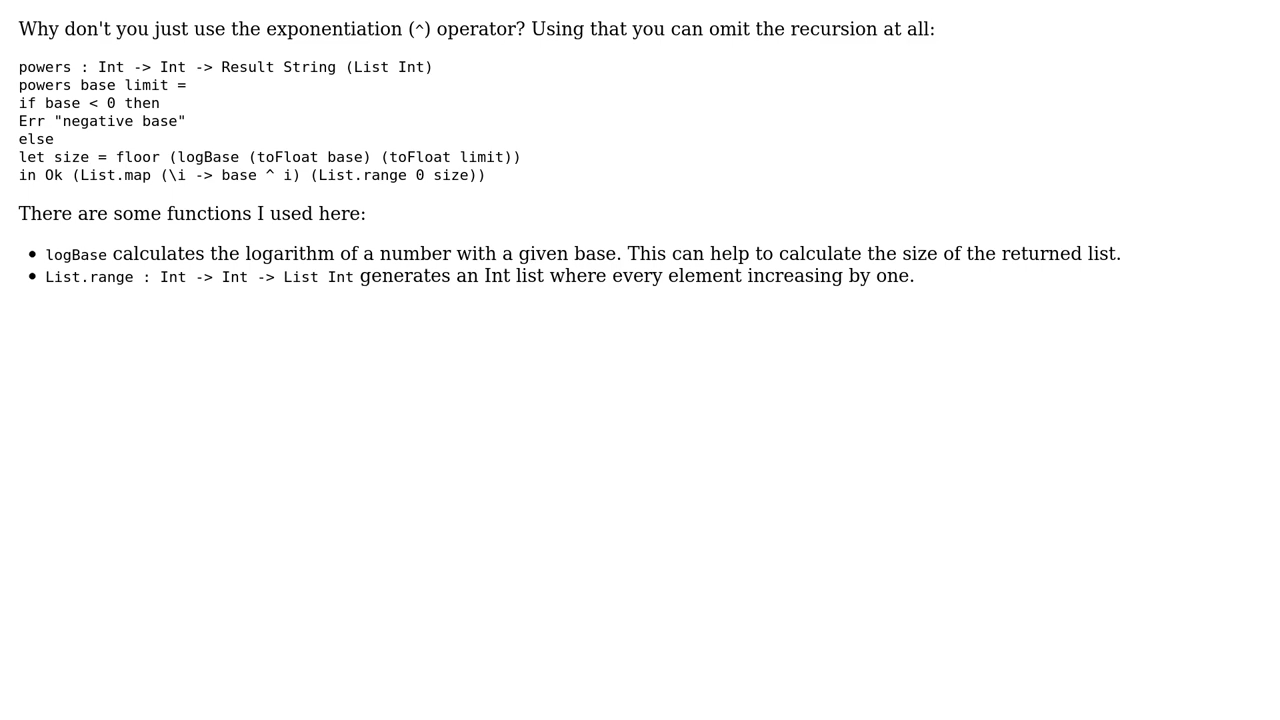 Why don't you just use the exponentiation (^) operator? Using that you can omit the recursion at all:
powers : Int -> Int -> Result String (List Int)
powers base limit =
if base < 0 then
Err "negative base"
else
let size = floor (logBase (toFloat base) (toFloat limit))
in Ok (List.map (\i -> base ^ i) (List.range 0 size))
There are some functions I used here:
• logBase calculates the logarithm of a number with a given base. This can help to calculate the size of the returned list.
• List.range : Int -> Int -> List Int generates an Int list where every element increasing by one.